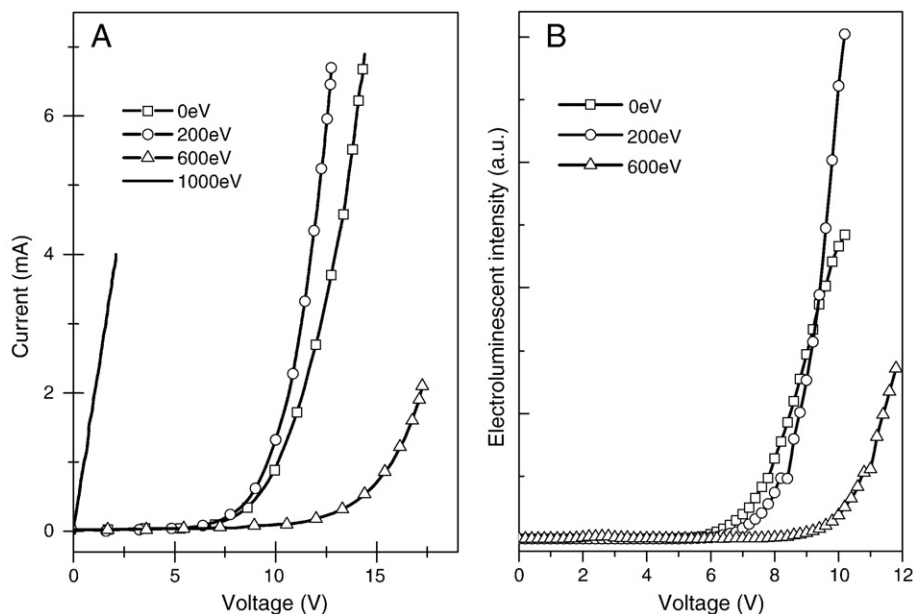 A
0eV
200eV
600eV
1000eV
6
4
2
0
0 5 10 15
Voltage (V)
Current (mA)
B
0eV
200eV
600eV
0 2 4 6 8 10 12
Voltage (V)
Electroluminescent intensity (a.u.)